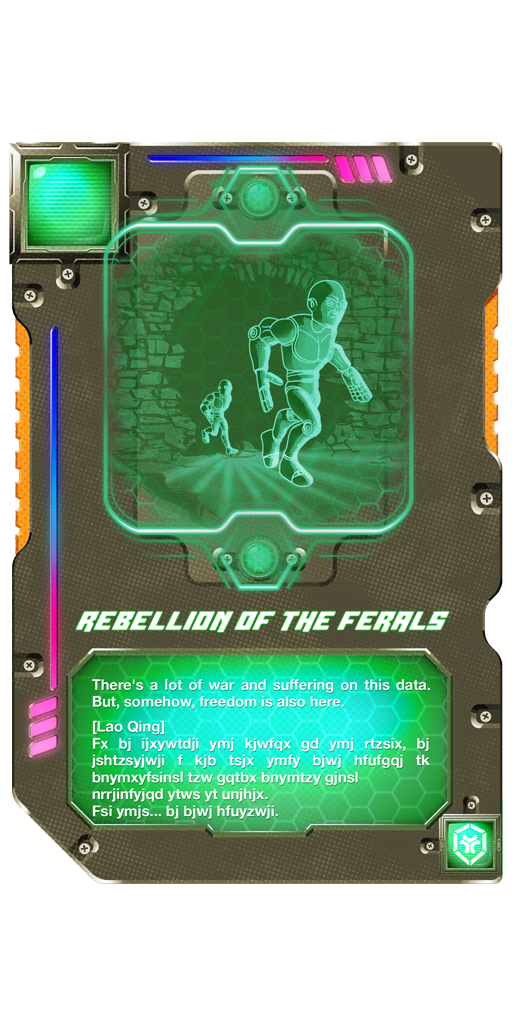 REBELLION OF THE FERALS
There's a lot of war and suffering on this data.
But, somehow, freedom is also here.
[Lao Qing]
Fx bj ijxywtdji ymj kjwfqx gd ymj rtzsix, bj
jshtzsyjwji f kjb tsjx ymfy bjwj hfufgqj tk
bnymxyfsinsl tzw gqtbx bnymtzy gjnsl
nrrjinfyjqd ytws yt unjhjx.
Fsi ymjs... bj bjwj hfuyzwji.